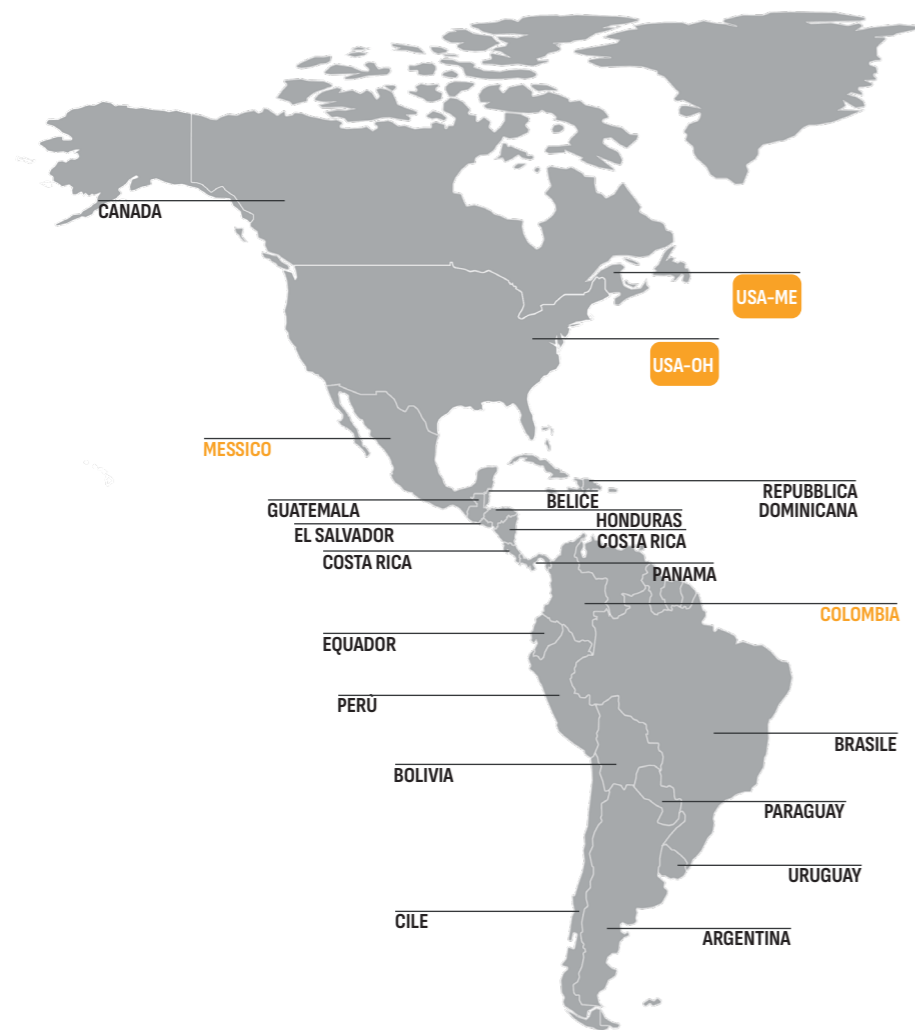 CANADA
USA-ME
USA-OH
MESSICO
GUATEMALA
BELICE
REPUBBLICA
DOMINICANA
EL SALVADOR
HONDURAS
COSTA RICA
COSTA RICA
PANAMA
COLOMBIA
EQUADOR
PERÙ
BRASILE
BOLIVIA
PARAGUAY
URUGUAY
CILE
ARGENTINA